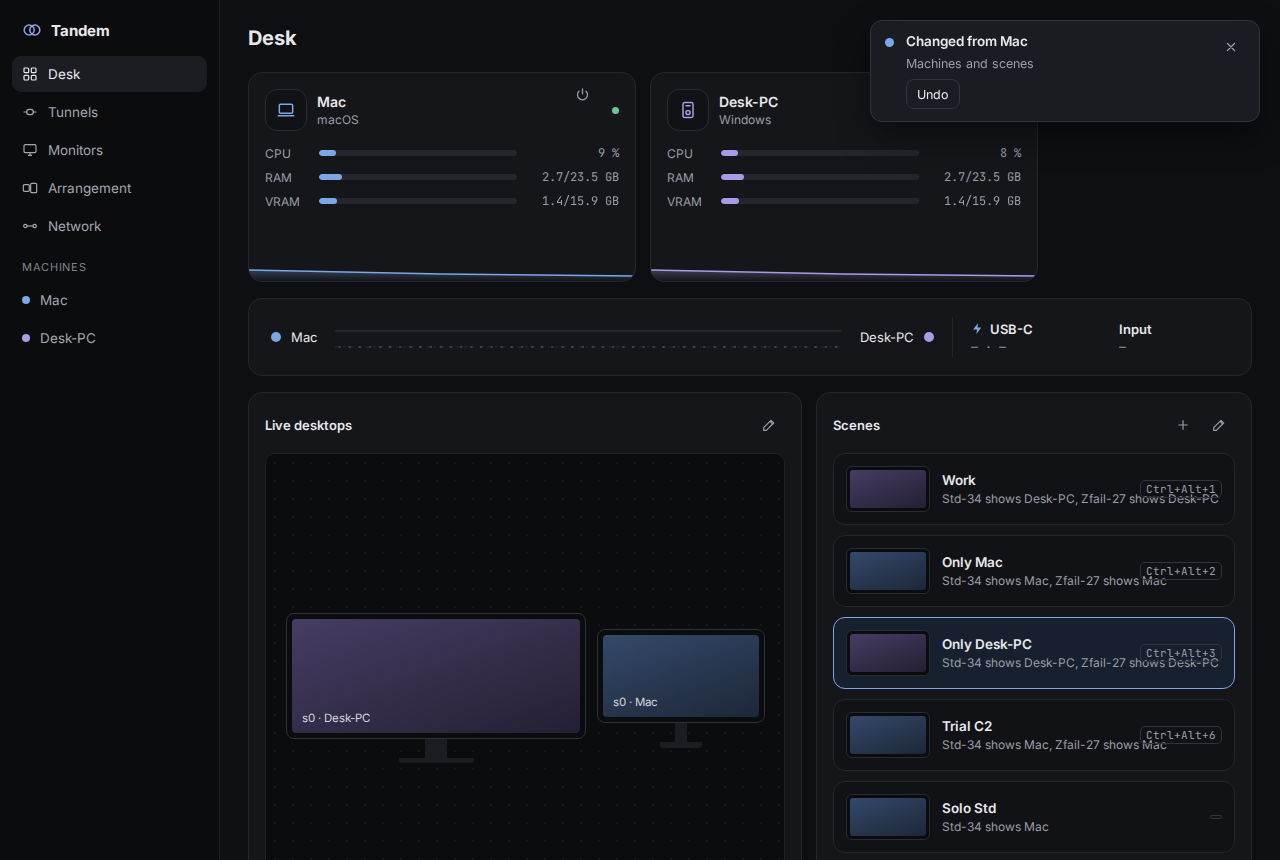 Tandem
Desk
Tunnels
Monitors
Arrangement
Network
MACHINES
Mac
Desk-PC
Desk
Changed from Mac
Machines and scenes
Undo
Mac
macOS
CPU
9 %
RAM
2.7/23.5 GB
VRAM
1.4/15.9 GB
Desk-PC
Windows
CPU
8 %
RAM
2.7/23.5 GB
VRAM
1.4/15.9 GB
Mac
Desk-PC
USB-C
Input
Live desktops
s0 · Desk-PC
s0 · Mac
Scenes
Work
Std-34 shows Desk-PC, Zfail-27 shows Desk-PC
Ctrl+Alt+1
Only Mac
Std-34 shows Mac, Zfail-27 shows Mac
Ctrl+Alt+2
Only Desk-PC
Std-34 shows Desk-PC, Zfail-27 shows Desk-PC
Ctrl+Alt+3
Trial C2
Std-34 shows Mac, Zfail-27 shows Mac
Ctrl+Alt+6
Solo Std
Std-34 shows Mac